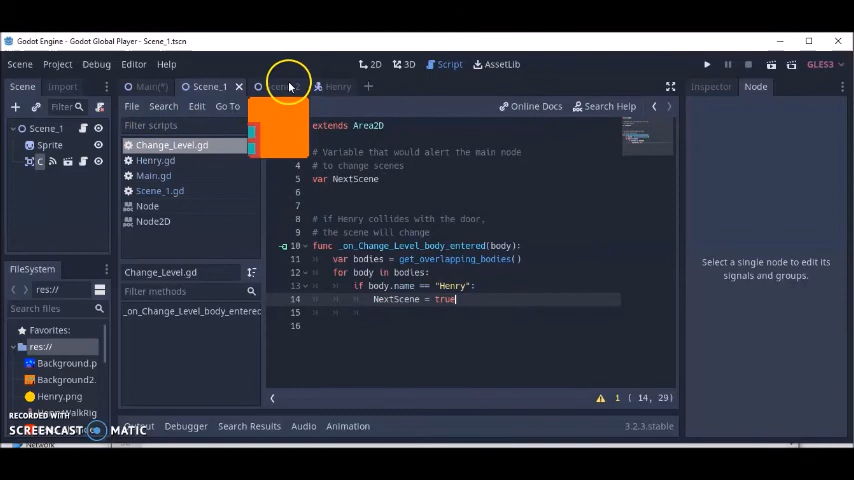 Godot Engine - Godot Global Player - Scene_1.tscn
Scene Project Debug Editor Help
2D 3D Script AssetLib
GLES3
Scene Import
Main(*) Scene_1 Henry
Inspector Node
Filter
File Search Edit Go To
Online Docs Search Help
Filter scripts
Scene_1
Sprite
C
Change_Level.gd
Henry.gd
Main.gd
Scene_1.gd
Node
Node2D
extends Area2D
# Variable that would alert the main node
4 # to change scenes
5 var NextScene
6
7
8 # if Henry collides with the door,
9 # the scene will change
10 func _on_Change_Level_body_entered(body):
11 var bodies = get_overlapping_bodies()
12 for body in bodies:
13 if body.name == "Henry":
14 NextScene = true
15
16
Select a single node to edit its
signals and groups.
FileSystem
res://
Search files
Change_Level.gd
Filter methods
_on_Change_Level_body_entered
Favorites:
res://
Background.p
Background2.
Henry.png
HenryWalkRig
1 ( 14, 29)
Output Debugger Search Results Audio Animation
3.2.3.stable
RECORDED WITH
SCREENCAST MATIC